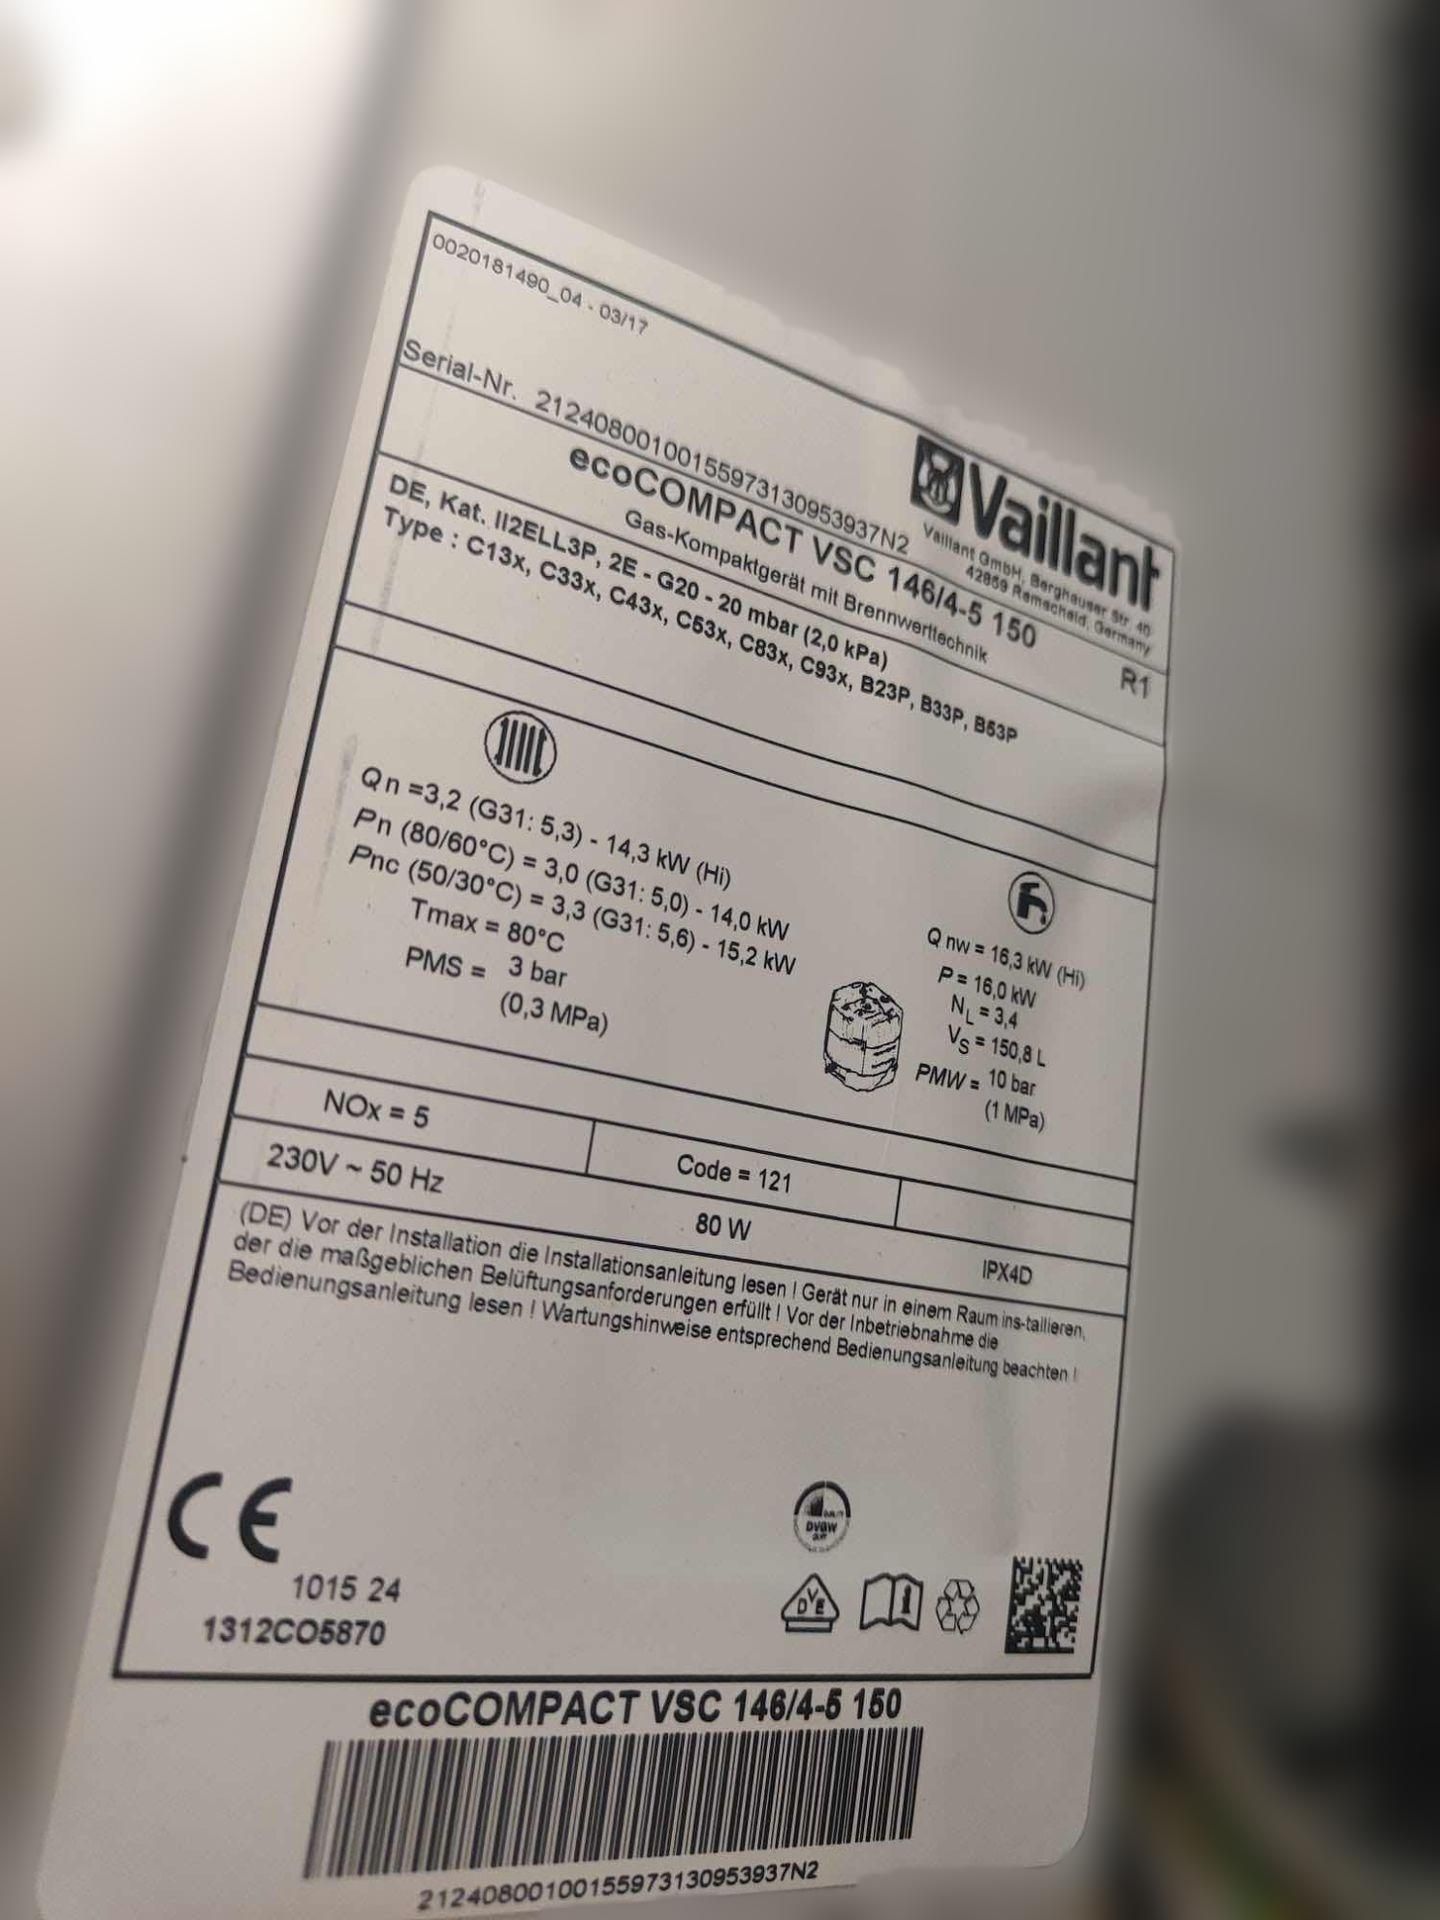 0020181490_04 - 03/17
Vaillant
Vaillant GmbH, Berghauser Str. 40
42859 Remscheid, Germany
Serial-Nr. 21240800100155973130953937N2
ecoCOMPACT VSC 146/4-5 150
R1
Gas-Kompaktgerät mit Brennwerttechnik
DE, Kat. II2ELL3P, 2E - G20 - 20 mbar (2,0 kPa)
Type : C13x, C33x, C43x, C53x, C83x, C93x, B23P, B33P, B53P
Qn =3,2 (G31: 5,3) - 14,3 kW (Hi)
Pn (80/60°C) = 3,0 (G31: 5,0) - 14,0 kW
Pnc (50/30°C) = 3,3 (G31: 5,6) - 15,2 kW
Tmax = 80°C
PMS = 3 bar
(0,3 MPa)
Q nw = 16,3 kW (Hi)
P = 16,0 kW
NL = 3,4
VS = 150,8 L
PMW = 10 bar
(1 MPa)
NOx = 5
Code = 121
230V ~ 50 Hz
80 W
IPX4D
(DE) Vor der Installation die Installationsanleitung lesen ! Gerät nur in einem Raum ins-tallieren,
der die maßgeblichen Belüftungsanforderungen erfüllt ! Vor der Inbetriebnahme die
Bedienungsanleitung lesen ! Wartungshinweise entsprechend Bedienungsanleitung beachten !
CE
1015 24
1312CO5870
DVGW
DVE
ecoCOMPACT VSC 146/4-5 150
21240800100155973130953937N2